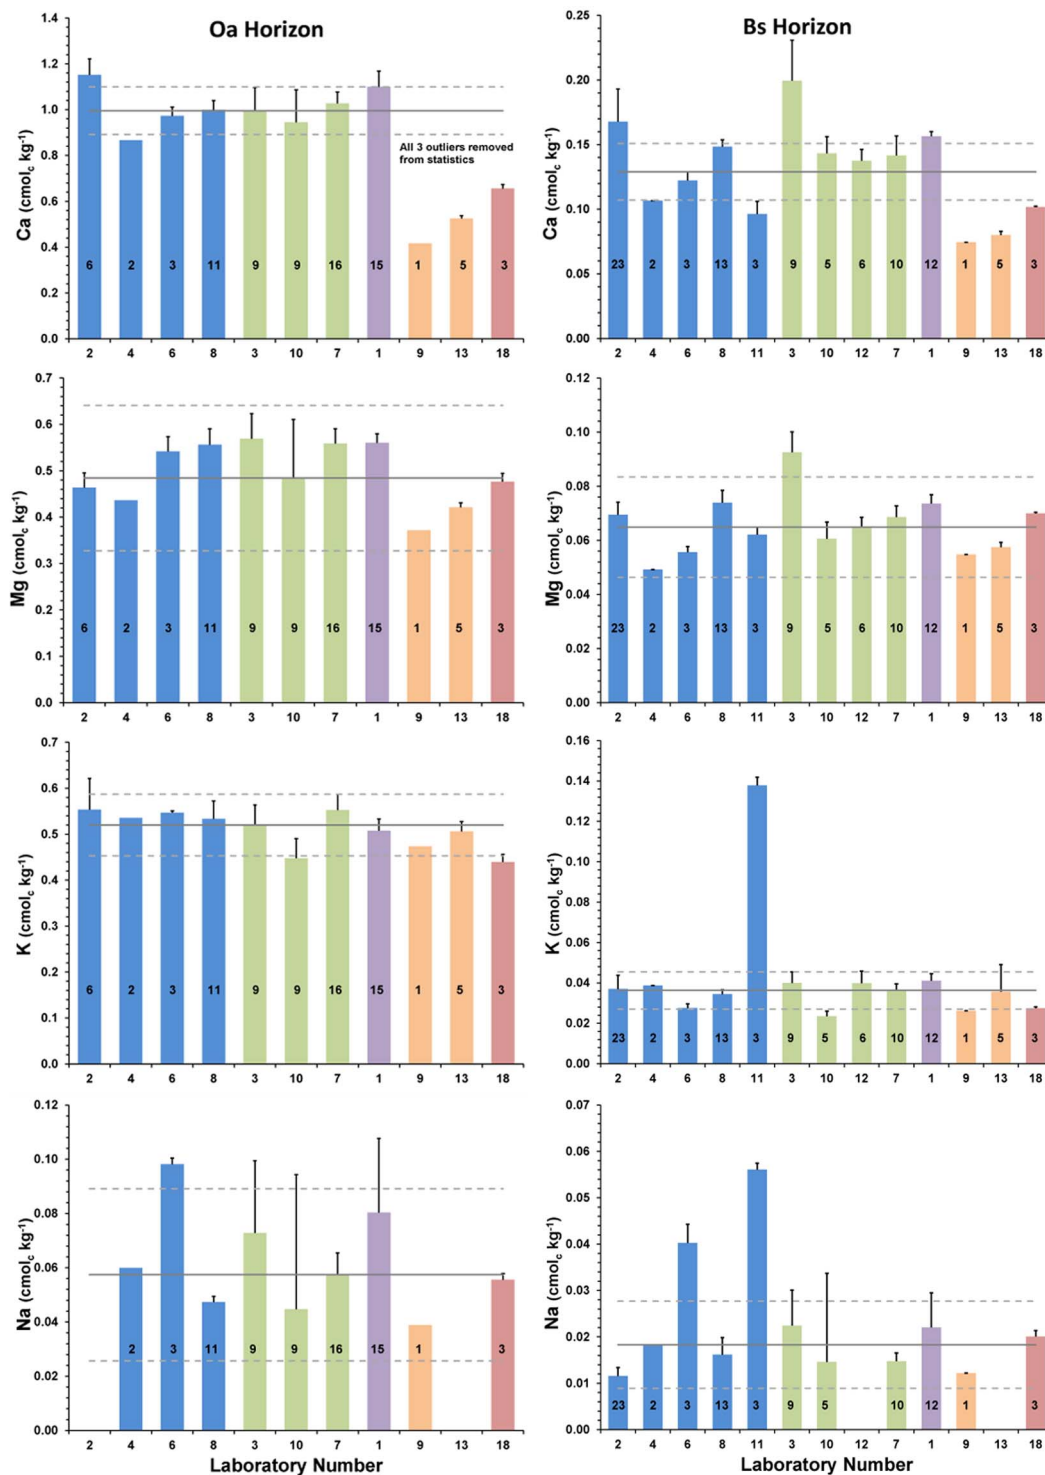 Oa Horizon
Ca (cmolc kg-1)
1.4
1.2
1.0
0.8
0.6
0.4
0.2
0.0
All 3 outliers removed
from statistics
6 2 3 11 9 9 16 15 1 5 3
2 4 6 8 3 10 7 1 9 13 18
Bs Horizon
Ca (cmolc kg-1)
0.25
0.20
0.15
0.10
0.05
0.00
23 2 3 13 3 9 5 6 10 12 1 5 3
2 4 6 8 11 3 10 12 7 1 9 13 18
Mg (cmolc kg-1)
0.7
0.6
0.5
0.4
0.3
0.2
0.1
0.0
6 2 3 11 9 9 16 15 1 5 3
2 4 6 8 3 10 7 1 9 13 18
Mg (cmolc kg-1)
0.12
0.10
0.08
0.06
0.04
0.02
0.00
23 2 3 13 3 9 5 6 10 12 1 5 3
2 4 6 8 11 3 10 12 7 1 9 13 18
K (cmolc kg-1)
0.7
0.6
0.5
0.4
0.3
0.2
0.1
0.0
6 2 3 11 9 9 16 15 1 5 3
2 4 6 8 3 10 7 1 9 13 18
K (cmolc kg-1)
0.16
0.14
0.12
0.10
0.08
0.06
0.04
0.02
0.00
23 2 3 13 3 9 5 6 10 12 1 5 3
2 4 6 8 11 3 10 12 7 1 9 13 18
Na (cmolc kg-1)
0.12
0.10
0.08
0.06
0.04
0.02
0.00
2 3 11 9 9 16 15 1 3
2 4 6 8 3 10 7 1 9 13 18
Laboratory Number
Na (cmolc kg-1)
0.07
0.06
0.05
0.04
0.03
0.02
0.01
0.00
23 2 3 13 3 9 5 10 12 1 3
2 4 6 8 11 3 10 12 7 1 9 13 18
Laboratory Number